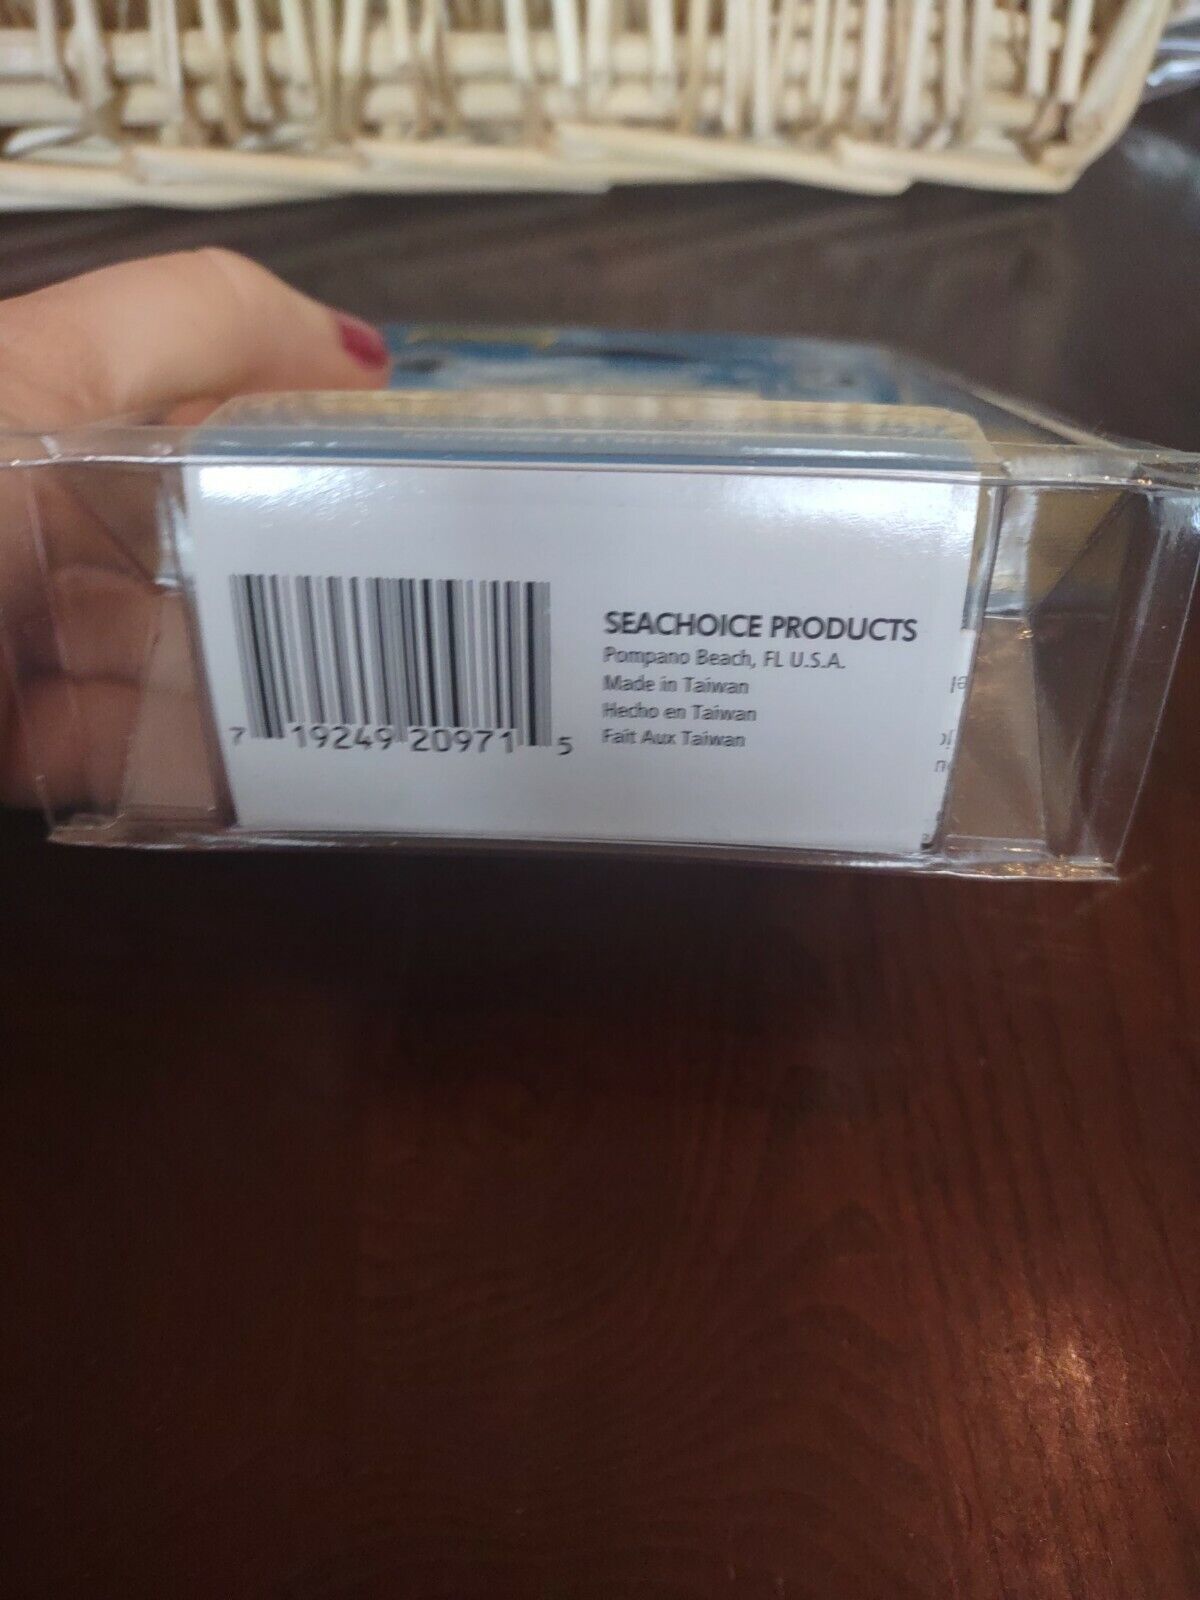 7 19249 20971 5
SEACHOICE PRODUCTS
Pompano Beach, FL U.S.A.
Made in Taiwan
Hecho en Taiwan
Fait Aux Taiwan